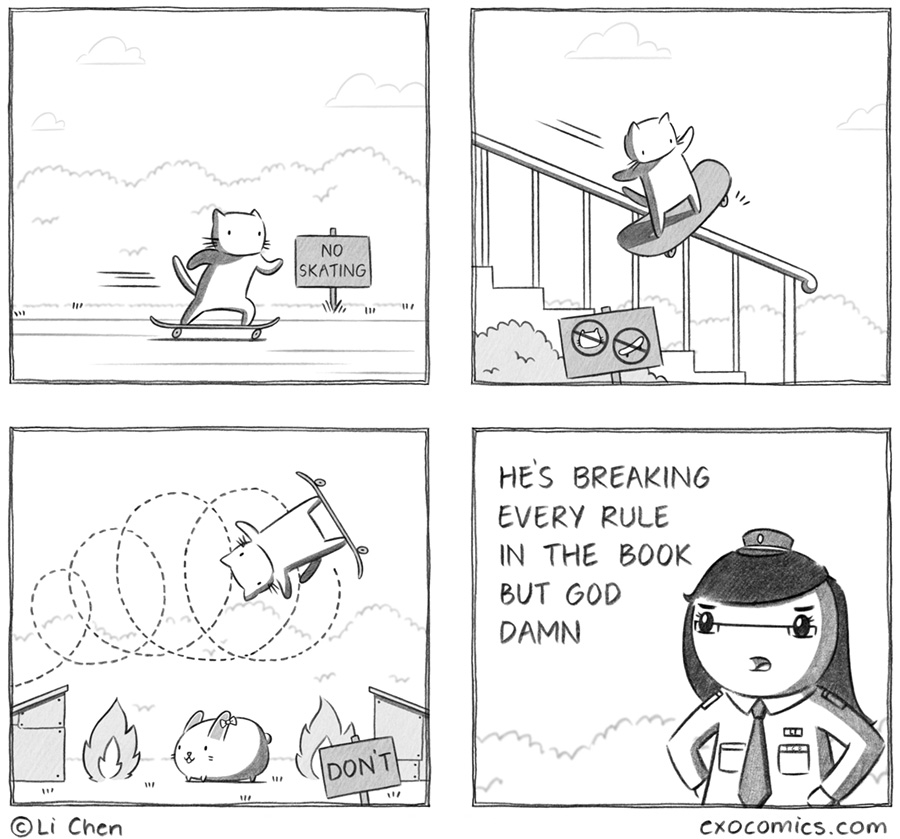 NO
SKATING
DON'T
HE'S BREAKING
EVERY RULE
IN THE BOOK
BUT GOD
DAMN
© Li Chen
exocomics.com